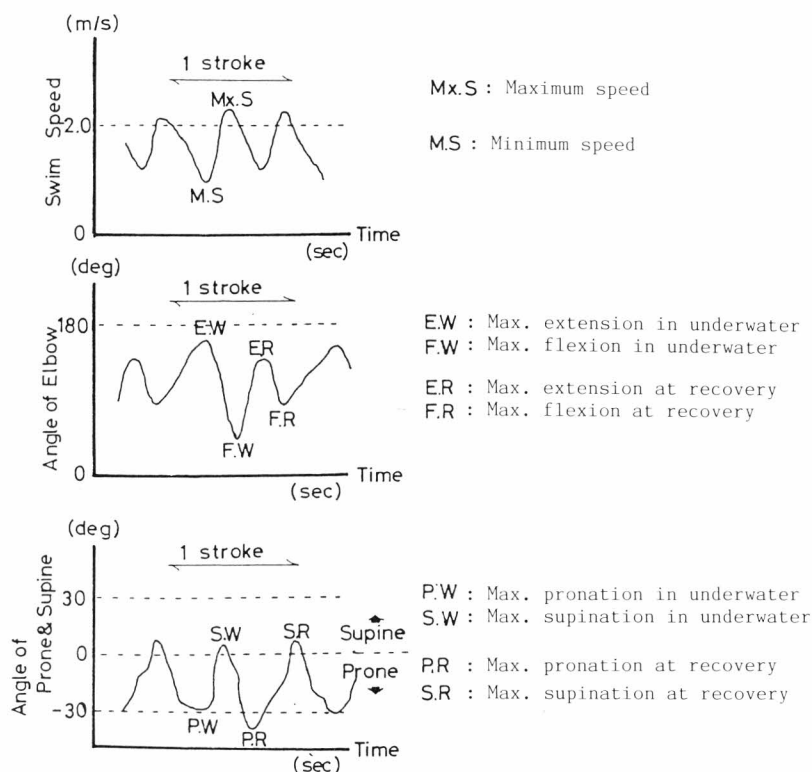 (m/s)
1 stroke
Mx.S
2.0
Swim Speed
M.S
0
Time
(sec)
Mx.S : Maximum speed
M.S : Minimum speed
(deg)
1 stroke
180
E.W
E.R
Angle of Elbow
F.R
F.W
0
Time
(sec)
E.W : Max. extension in underwater
F.W : Max. flexion in underwater
E.R : Max. extension at recovery
F.R : Max. flexion at recovery
(deg)
1 stroke
30
S.W
S.R
Supine
0
Prone
Angle of
Prone & Supine
-30
P.W
P.R
Time
(sec)
P.W : Max. pronation in underwater
S.W : Max. supination in underwater
P.R : Max. pronation at recovery
S.R : Max. supination at recovery